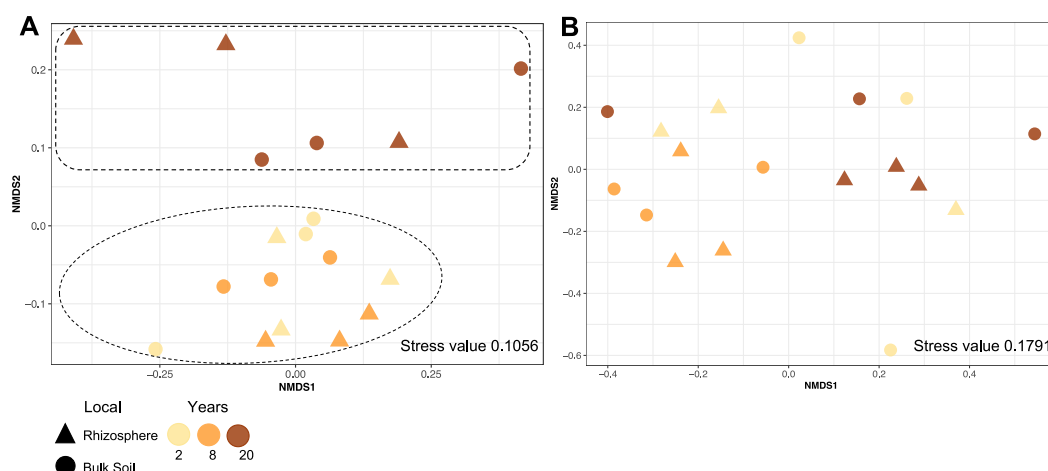 A
0.2
0.1
0.0
−0.1
NMDS2
−0.25
0.00
0.25
NMDS1
Stress value 0.1056
B
0.4
0.2
0.0
−0.2
−0.4
−0.6
NMDS2
−0,4
−0.2
0.0
0.2
0.4
NMDS1
Stress value 0.1791
Local
Years
Rhizosphere
2
8
20
Bulk Soil